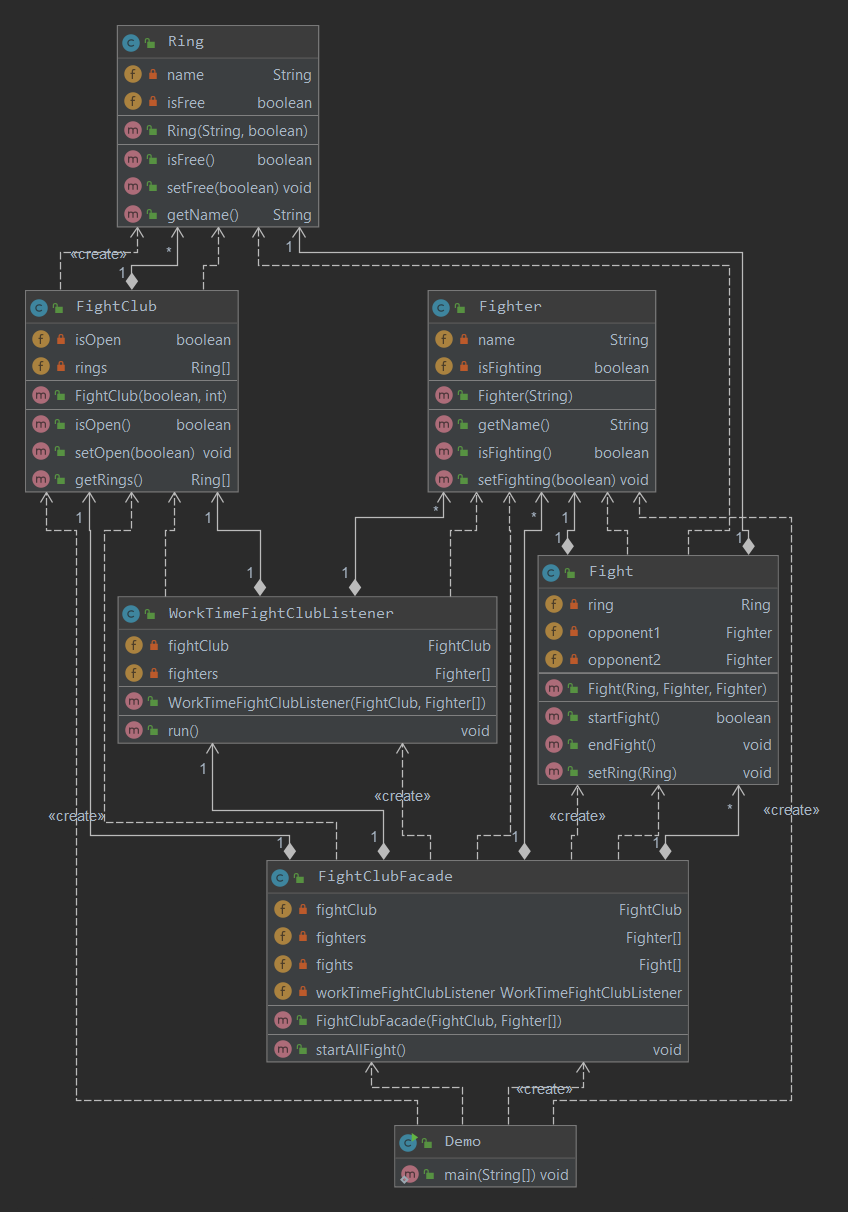 Ring
name String
isFree boolean
Ring(String, boolean)
isFree() boolean
setFree(boolean) void
getName() String
«create»
*
1
1
FightClub
isOpen boolean
rings Ring[]
FightClub(boolean, int)
isOpen() boolean
setOpen(boolean) void
getRings() Ring[]
Fighter
name String
isFighting boolean
Fighter(String)
getName() String
isFighting() boolean
setFighting(boolean) void
1
1
*
*
1
1
1
1
1
Fight
ring Ring
opponent1 Fighter
opponent2 Fighter
Fight(Ring, Fighter, Fighter)
startFight() boolean
endFight() void
setRing(Ring) void
WorkTimeFightClubListener
fightClub FightClub
fighters Fighter[]
WorkTimeFightClubListener(FightClub, Fighter[])
run() void
1
«create»
*
«create»
«create»
«create»
1
1
1
1
FightClubFacade
fightClub FightClub
fighters Fighter[]
fights Fight[]
workTimeFightClubListener WorkTimeFightClubListener
FightClubFacade(FightClub, Fighter[])
startAllFight() void
«create»
Demo
main(String[]) void